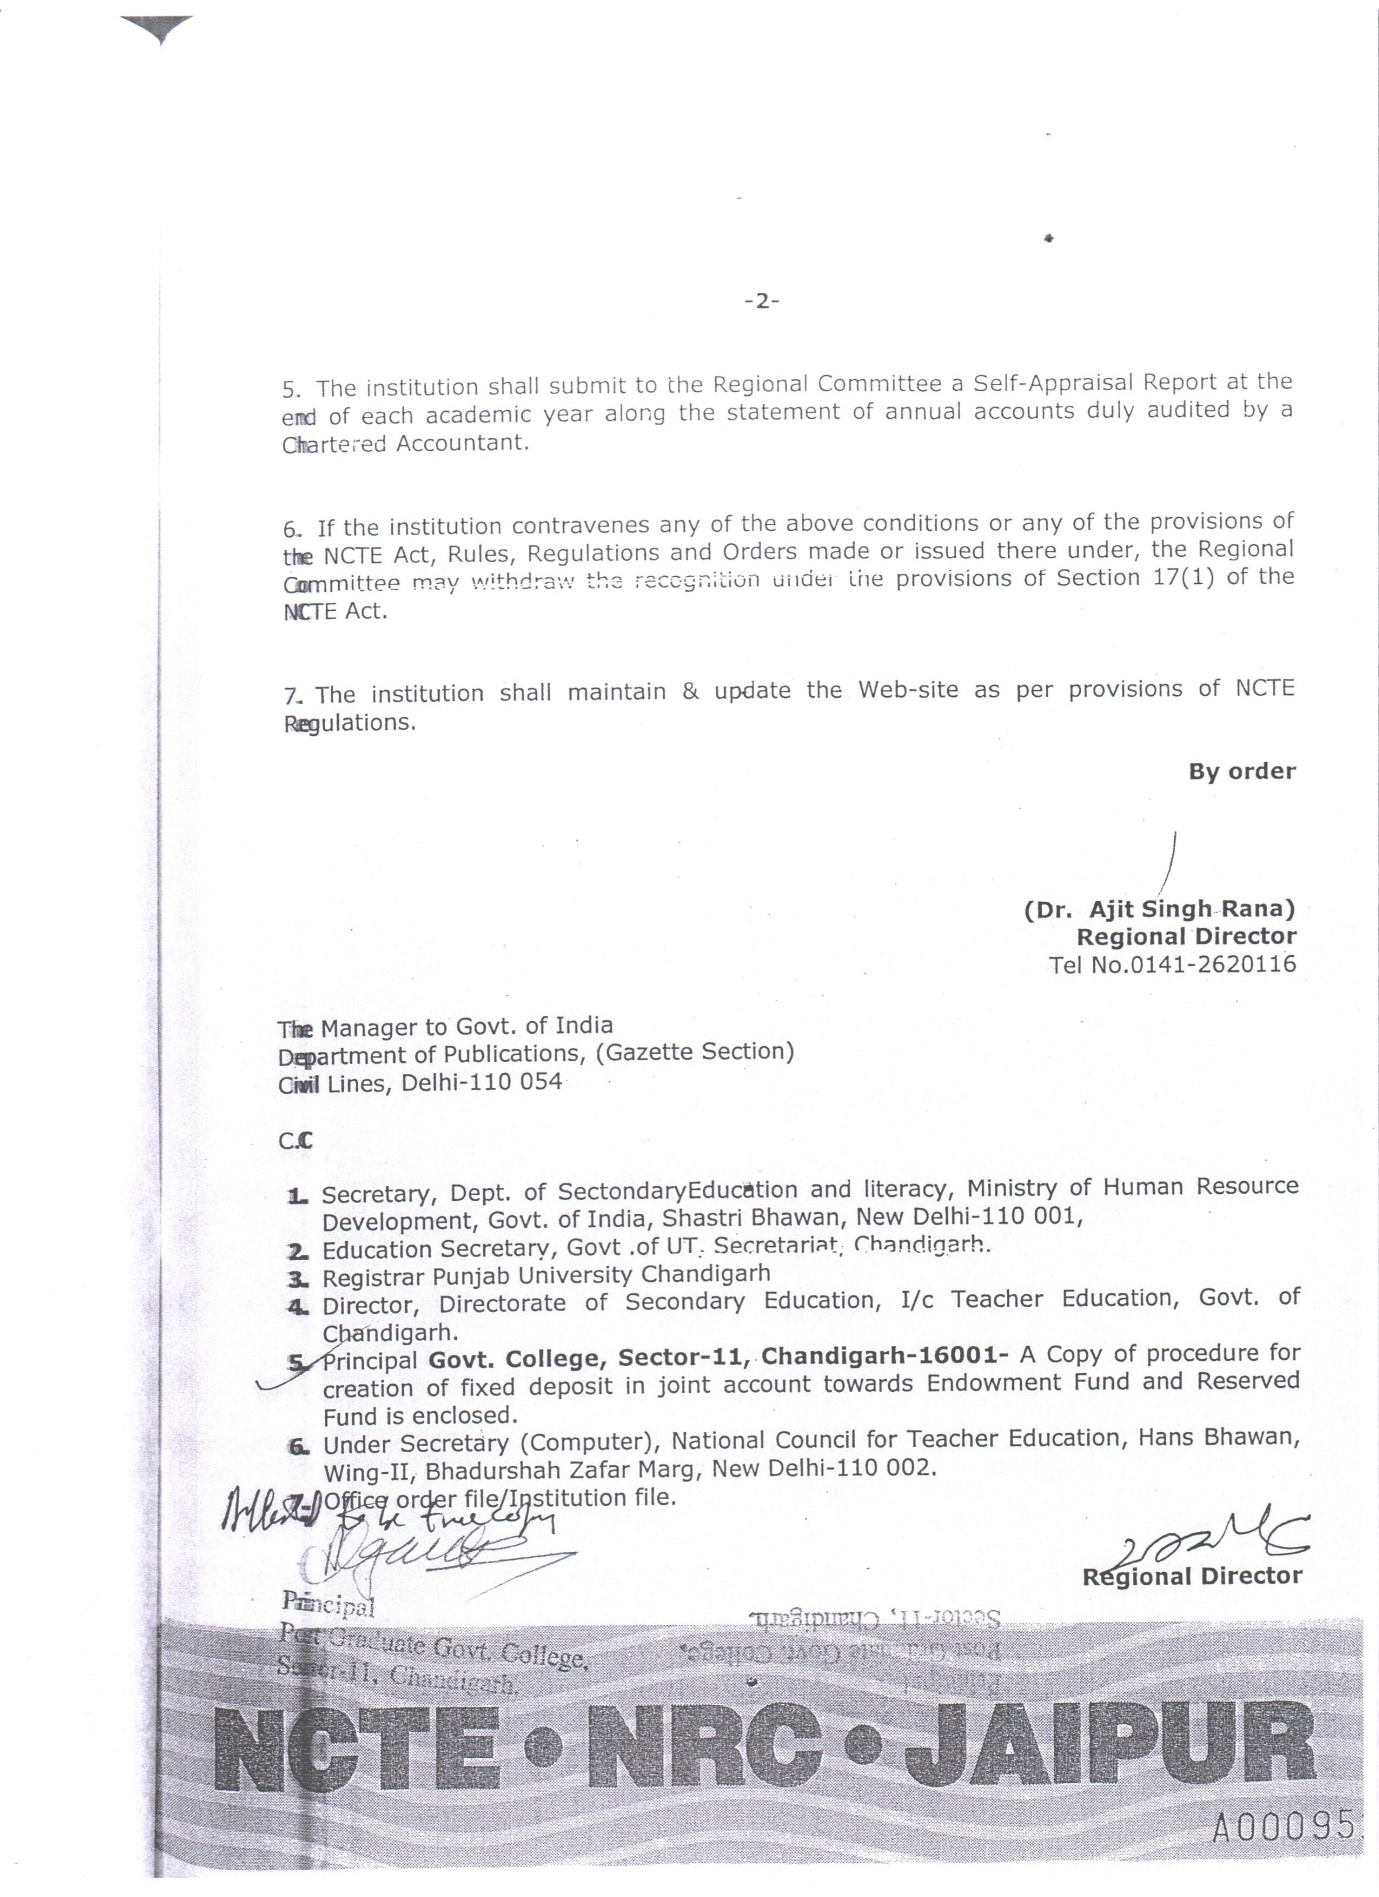 -2-
5. The institution shall submit to the Regional Committee a Self-Appraisal Report at the
end of each academic year along the statement of annual accounts duly audited by a
Chartered Accountant.
6. If the institution contravenes any of the above conditions or any of the provisions of
the NCTE Act, Rules, Regulations and Orders made or issued there under, the Regional
Committee may withdraw the recognition under the provisions of Section 17(1) of the
NCTE Act.
7. The institution shall maintain & update the Web-site as per provisions of NCTE
Regulations.
By order
(Dr. Ajit Singh Rana)
Regional Director
Tel No.0141-2620116
The Manager to Govt. of India
Department of Publications, (Gazette Section)
Civil Lines, Delhi-110 054
C.C
1. Secretary, Dept. of SectondaryEducation and literacy, Ministry of Human Resource
Development, Govt. of India, Shastri Bhawan, New Delhi-110 001,
2. Education Secretary, Govt .of UT. Secretariat, Chandigarh.
3. Registrar Punjab University Chandigarh
4. Director, Directorate of Secondary Education, I/c Teacher Education, Govt. of
Chandigarh.
5. Principal Govt. College, Sector-11, Chandigarh-16001- A Copy of procedure for
creation of fixed deposit in joint account towards Endowment Fund and Reserved
Fund is enclosed.
6. Under Secretary (Computer), National Council for Teacher Education, Hans Bhawan,
Wing-II, Bhadurshah Zafar Marg, New Delhi-110 002.
7. Office order file/Institution file.
Attested to be true copy
Regional Director
Principal
Post Graduate Govt. College,
Sector-11, Chandigarh.
Principal
Post Graduate Govt. College,
Sector-11, Chandigarh.
NCTE • NRC • JAIPUR
A000095